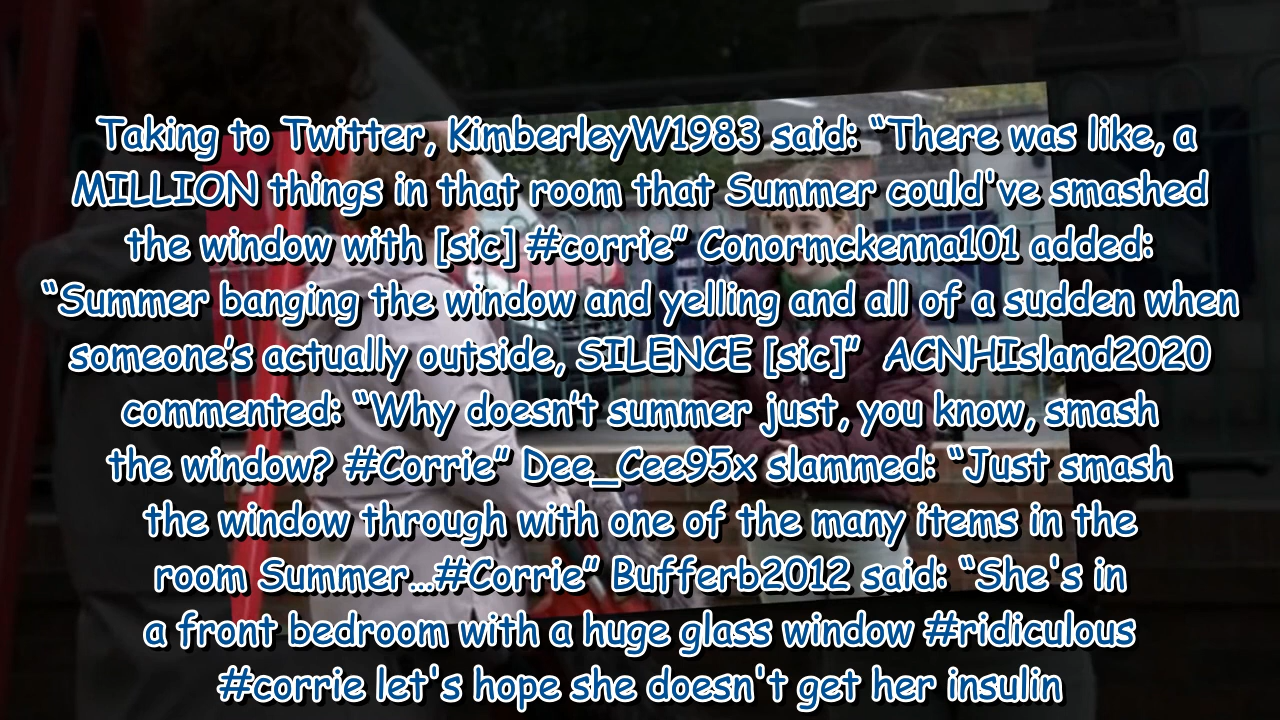 Taking to Twitter, KimberleyW1983 said: “There was like, a
MILLION things in that room that Summer could've smashed
the window with [sic] #corrie” Conormckenna101 added:
“Summer banging the window and yelling and all of a sudden when
someone’s actually outside, SILENCE [sic]”  ACNHIsland2020
commented: “Why doesn’t summer just, you know, smash
the window? #Corrie” Dee_Cee95x slammed: “Just smash
the window through with one of the many items in the
room Summer...#Corrie” Bufferb2012 said: “She's in
a front bedroom with a huge glass window #ridiculous
#corrie let's hope she doesn't get her insulin